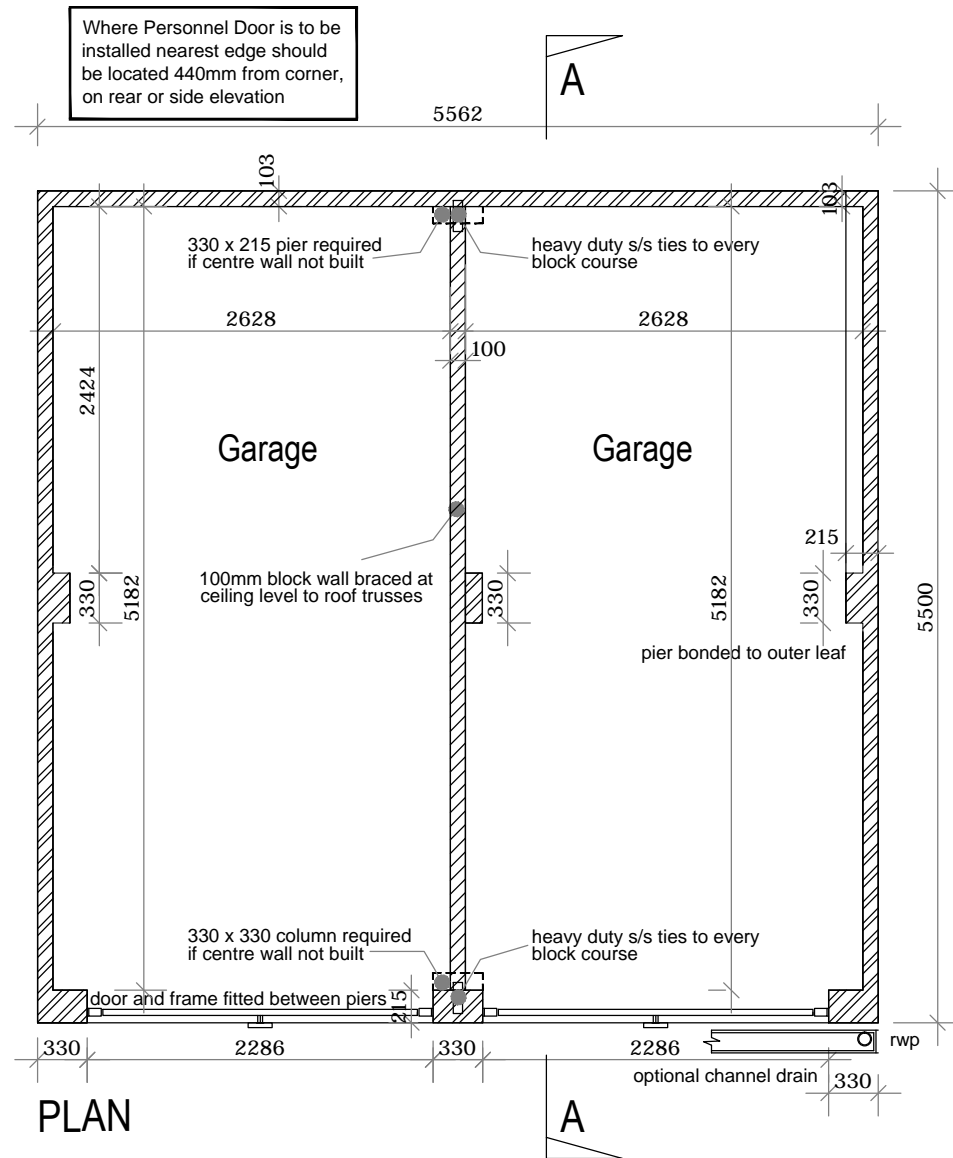 Where Personnel Door is to be
installed nearest edge should
be located 440mm from corner,
on rear or side elevation
A
5562
103
103
330 x 215 pier required
if centre wall not built
heavy duty s/s ties to every
block course
2628
2628
100
2424
Garage
Garage
215
100mm block wall braced at
ceiling level to roof trusses
330
5182
330
5182
330
5500
pier bonded to outer leaf
330 x 330 column required
if centre wall not built
heavy duty s/s ties to every
block course
door and frame fitted between piers
215
330
2286
330
2286
rwp
optional channel drain
330
PLAN
A